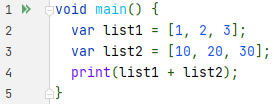 1 void main() {
2 var list1 = [1, 2, 3];
3 var list2 = [10, 20, 30];
4 print(list1 + list2);
5 }